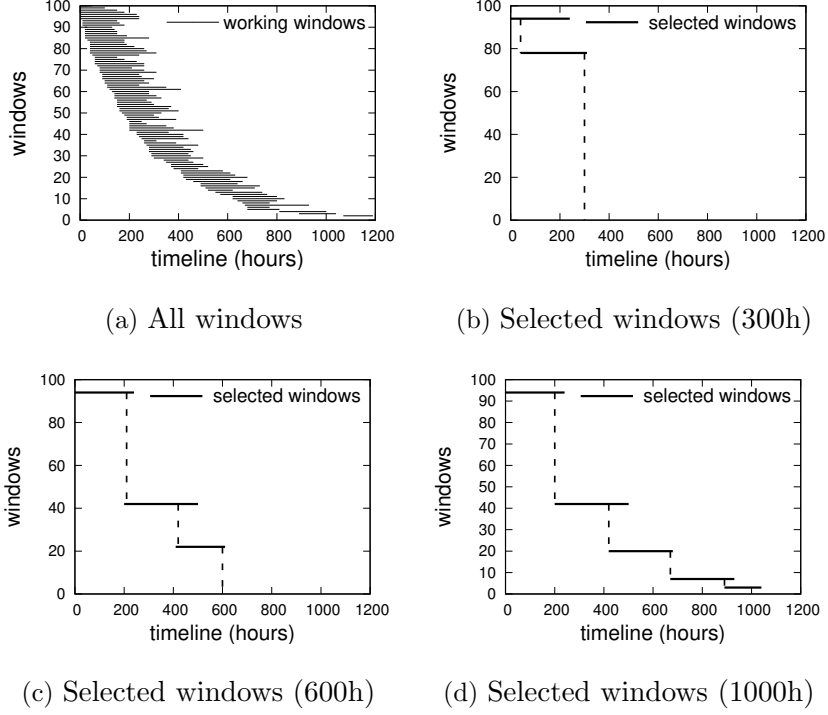 working windows
100
90
80
70
60
50
40
30
20
10
0
0 200 400 600 800 1000 1200
windows
timeline (hours)
(a) All windows
selected windows
100
80
60
40
20
0
0 200 400 600 800 1000 1200
windows
timeline (hours)
(b) Selected windows (300h)
selected windows
100
80
60
40
20
0
0 200 400 600 800 1000 1200
windows
timeline (hours)
(c) Selected windows (600h)
selected windows
100
90
80
70
60
50
40
30
20
10
0
0 200 400 600 800 1000 1200
windows
timeline (hours)
(d) Selected windows (1000h)